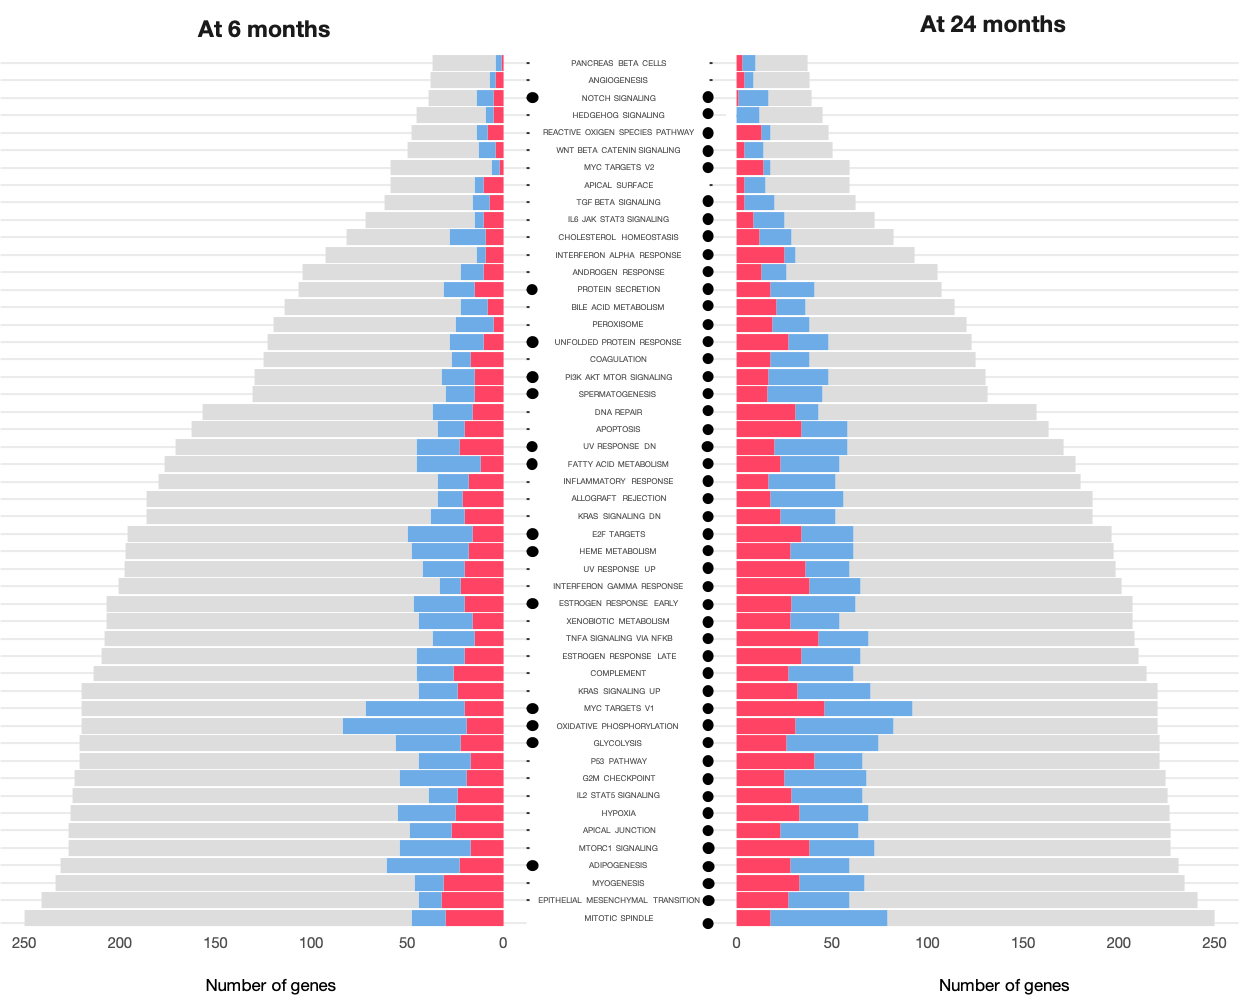 At 6 months
At 24 months
PANCREAS BETA CELLS
ANGIOGENESIS
NOTCH SIGNALING
HEDGEHOG SIGNALING
REACTIVE OXIGEN SPECIES PATHWAY
WNT BETA CATENIN SIGNALING
MYC TARGETS V2
APICAL SURFACE
TGF BETA SIGNALING
IL6 JAK STAT3 SIGNALING
CHOLESTEROL HOMEOSTASIS
INTERFERON ALPHA RESPONSE
ANDROGEN RESPONSE
PROTEIN SECRETION
BILE ACID METABOLISM
PEROXISOME
UNFOLDED PROTEIN RESPONSE
COAGULATION
PI3K AKT MTOR SIGNALING
SPERMATOGENESIS
DNA REPAIR
APOPTOSIS
UV RESPONSE DN
FATTY ACID METABOLISM
INFLAMMATORY RESPONSE
ALLOGRAFT REJECTION
KRAS SIGNALING DN
E2F TARGETS
HEME METABOLISM
UV RESPONSE UP
INTERFERON GAMMA RESPONSE
ESTROGEN RESPONSE EARLY
XENOBIOTIC METABOLISM
TNFA SIGNALING VIA NFKB
ESTROGEN RESPONSE LATE
COMPLEMENT
KRAS SIGNALING UP
MYC TARGETS V1
OXIDATIVE PHOSPHORYLATION
GLYCOLYSIS
P53 PATHWAY
G2M CHECKPOINT
IL2 STAT5 SIGNALING
HYPOXIA
APICAL JUNCTION
MTORC1 SIGNALING
ADIPOGENESIS
MYOGENESIS
EPITHELIAL MESENCHYMAL TRANSITION
MITOTIC SPINDLE
250 200 150 100 50 0
0 50 100 150 200 250
Number of genes
Number of genes